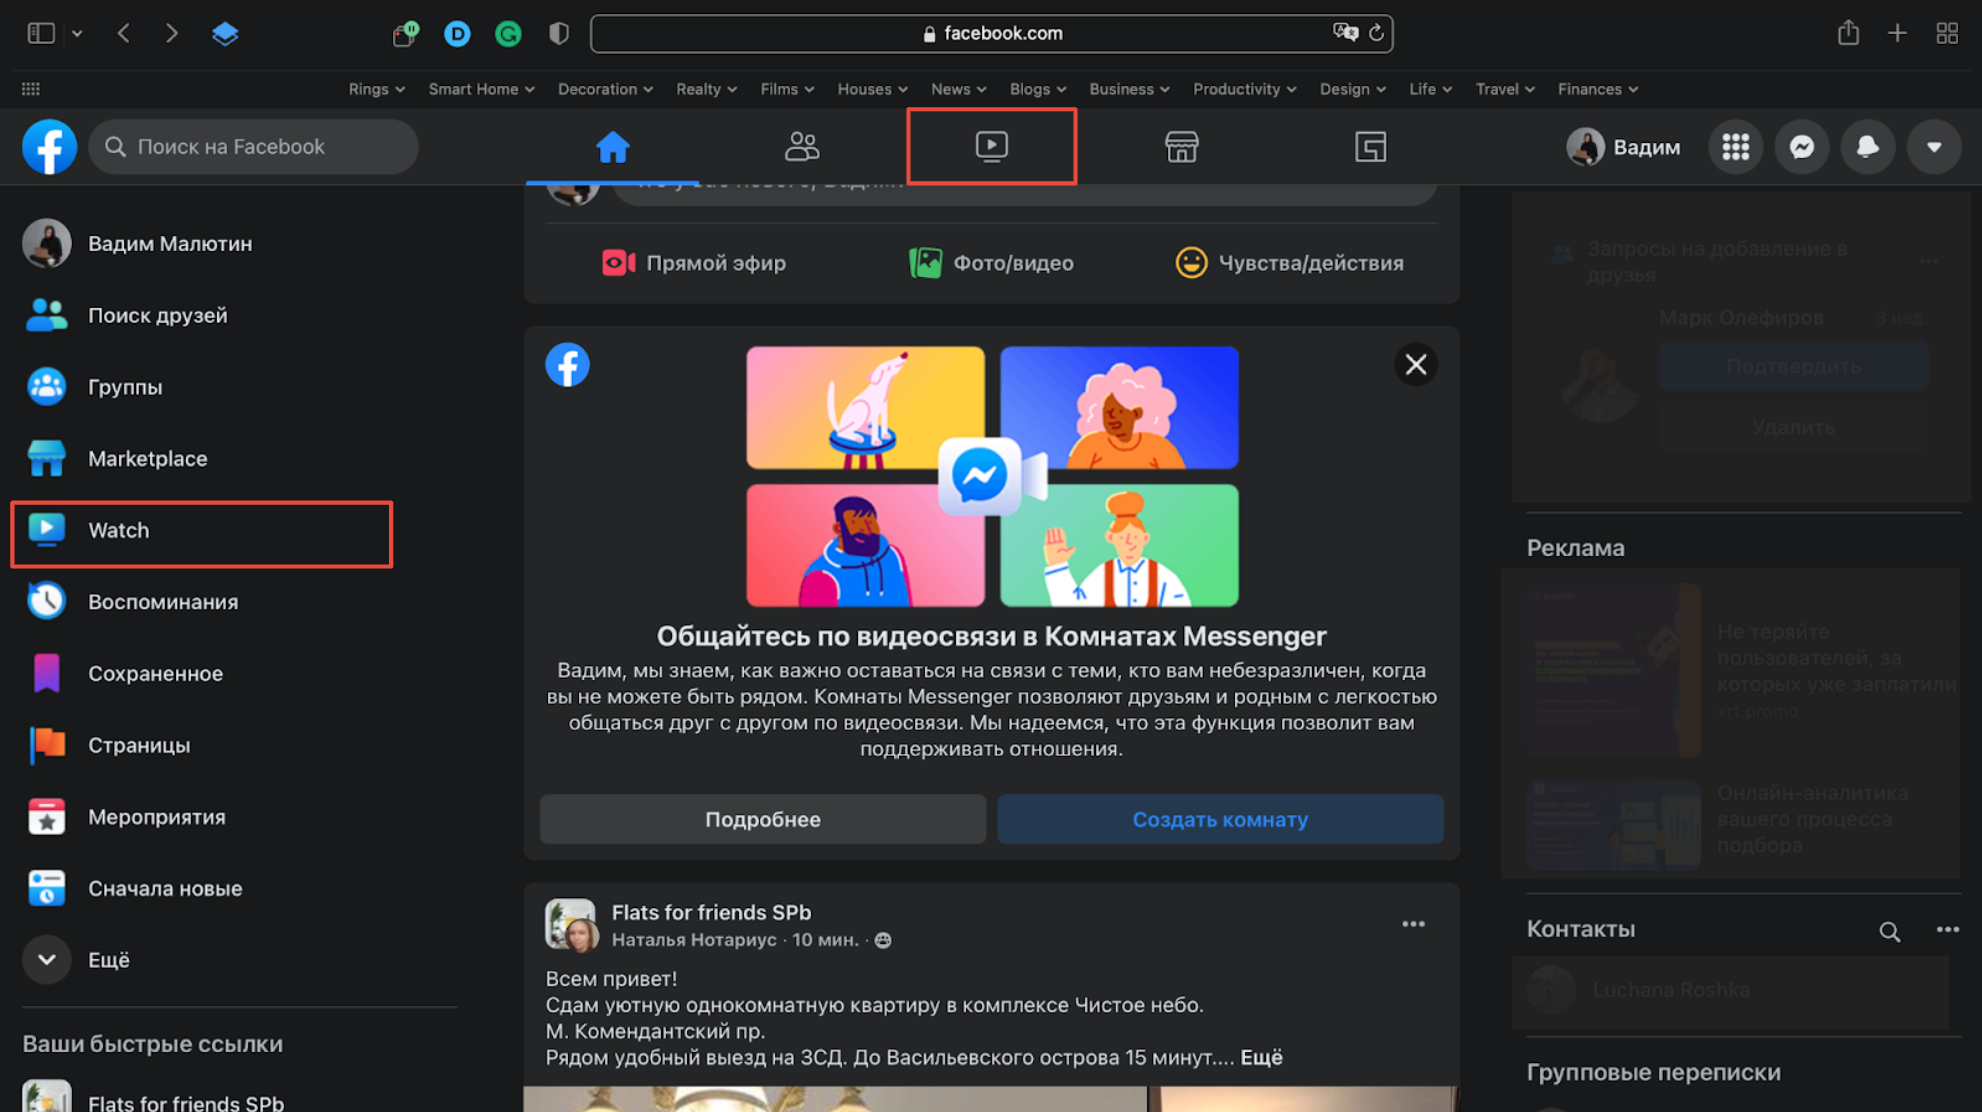 facebook.com
Rings
Smart Home
Decoration
Realty
Films
Houses
News
Blogs
Business
Productivity
Design
Life
Travel
Finances
Поиск на Facebook
Вадим
Вадим Малютин
Поиск друзей
Группы
Marketplace
Watch
Воспоминания
Сохраненное
Страницы
Мероприятия
Сначала новые
Ещё
Ваши быстрые ссылки
Flats for friends SPb
Прямой эфир
Фото/видео
Чувства/действия
Общайтесь по видеосвязи в Комнатах Messenger
Вадим, мы знаем, как важно оставаться на связи с теми, кто вам небезразличен, когда
вы не можете быть рядом. Комнаты Messenger позволяют друзьям и родным с легкостью
общаться друг с другом по видеосвязи. Мы надеемся, что эта функция позволит вам
поддерживать отношения.
Подробнее
Создать комнату
Flats for friends SPb
Наталья Нотариус · 10 мин. ·
Всем привет!
Сдам уютную однокомнатную квартиру в комплексе Чистое небо.
М. Комендантский пр.
Рядом удобный выезд на ЗСД. До Васильевского острова 15 минут.... Ещё
Запросы на добавление в
друзья
Марк Олефиров
3 нед.
Подтвердить
Удалить
Реклама
Не теряйте
пользователей, за
которых уже заплатили
xrt.promo
Онлайн-аналитика
вашего процесса
подбора
Контакты
Luchana Roshka
Групповые переписки